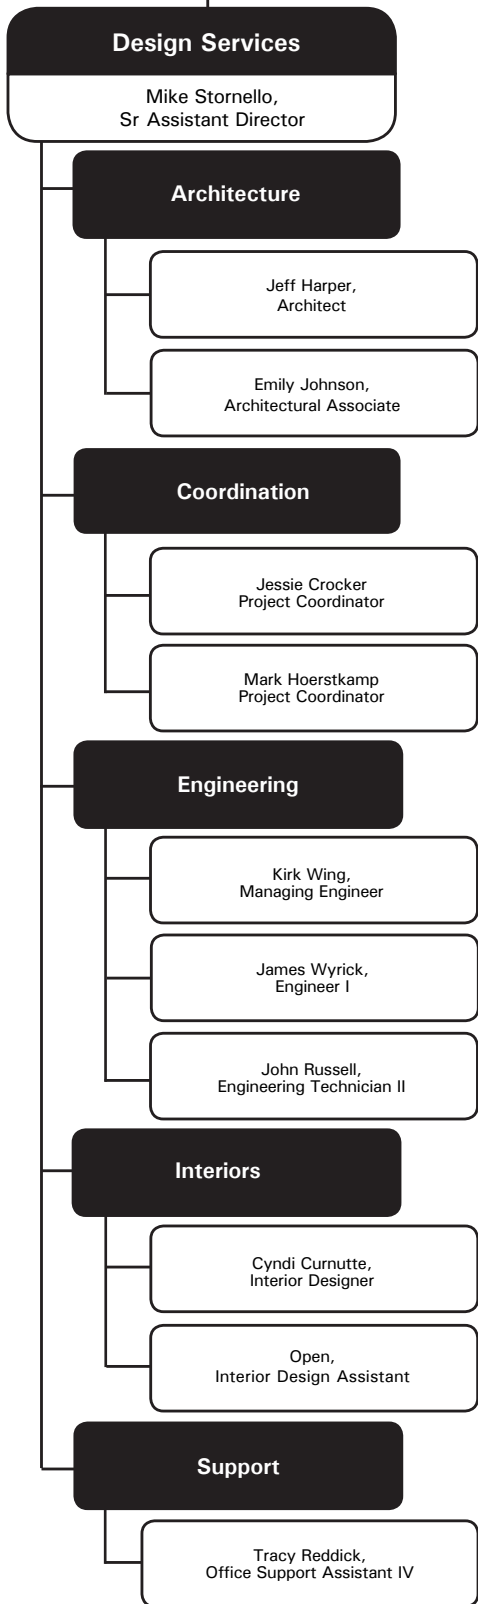 Design Services
Mike Stornello,
Sr Assistant Director
Architecture
Jeff Harper,
Architect
Emily Johnson,
Architectural Associate
Coordination
Jessie Crocker
Project Coordinator
Mark Hoerstkamp
Project Coordinator
Engineering
Kirk Wing,
Managing Engineer
James Wyrick,
Engineer I
John Russell,
Engineering Technician II
Interiors
Cyndi Curnutte,
Interior Designer
Open,
Interior Design Assistant
Support
Tracy Reddick,
Office Support Assistant IV